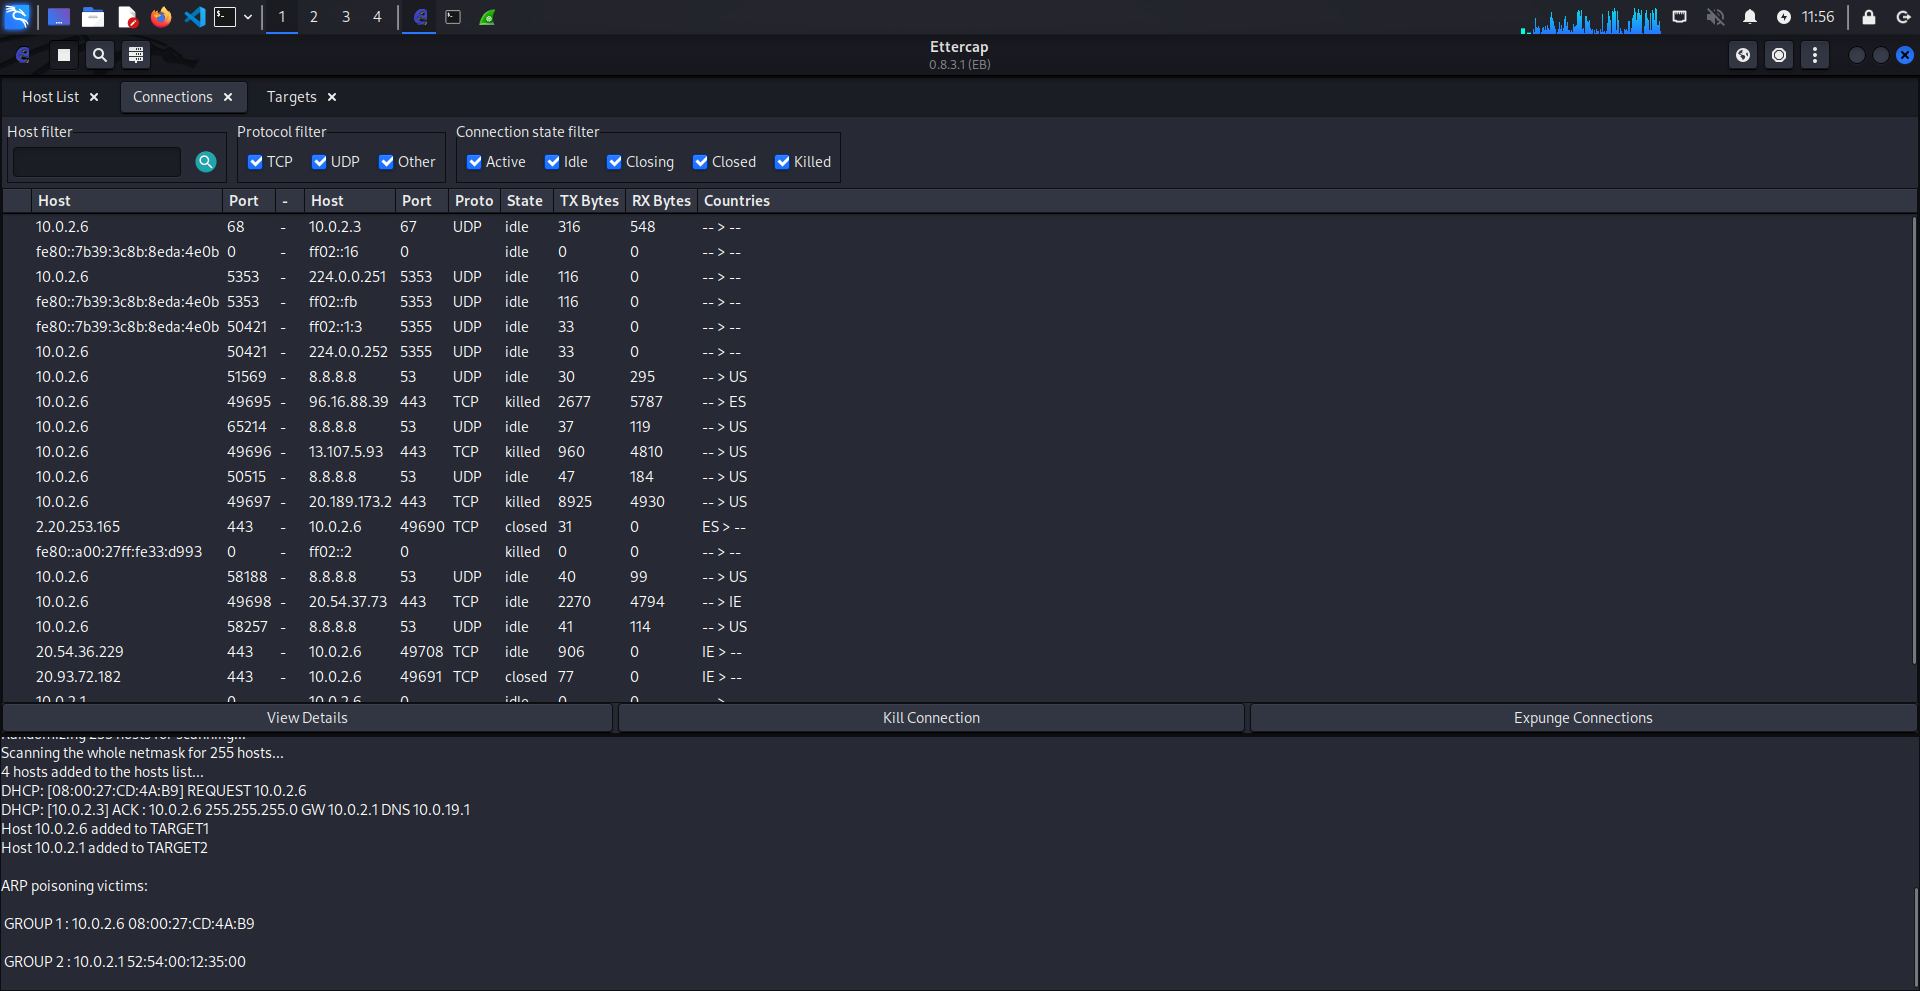 1 2 3 4 11:56
Ettercap
0.8.3.1 (EB)
Host List Connections Targets
Host filter Protocol filter Connection state filter
TCP UDP Other Active Idle Closing Closed Killed
Host Port - Host Port Proto State TX Bytes RX Bytes Countries
10.0.2.6 68 - 10.0.2.3 67 UDP idle 316 548 -- > --
fe80::7b39:3c8b:8eda:4e0b 0 - ff02::16 0 idle 0 0 -- > --
10.0.2.6 5353 - 224.0.0.251 5353 UDP idle 116 0 -- > --
fe80::7b39:3c8b:8eda:4e0b 5353 - ff02::fb 5353 UDP idle 116 0 -- > --
fe80::7b39:3c8b:8eda:4e0b 50421 - ff02::1:3 5355 UDP idle 33 0 -- > --
10.0.2.6 50421 - 224.0.0.252 5355 UDP idle 33 0 -- > --
10.0.2.6 51569 - 8.8.8.8 53 UDP idle 30 295 -- > US
10.0.2.6 49695 - 96.16.88.39 443 TCP killed 2677 5787 -- > ES
10.0.2.6 65214 - 8.8.8.8 53 UDP idle 37 119 -- > US
10.0.2.6 49696 - 13.107.5.93 443 TCP killed 960 4810 -- > US
10.0.2.6 50515 - 8.8.8.8 53 UDP idle 47 184 -- > US
10.0.2.6 49697 - 20.189.173.2 443 TCP killed 8925 4930 -- > US
2.20.253.165 443 - 10.0.2.6 49690 TCP closed 31 0 ES > --
fe80::a00:27ff:fe33:d993 0 - ff02::2 0 killed 0 0 -- > --
10.0.2.6 58188 - 8.8.8.8 53 UDP idle 40 99 -- > US
10.0.2.6 49698 - 20.54.37.73 443 TCP idle 2270 4794 -- > IE
10.0.2.6 58257 - 8.8.8.8 53 UDP idle 41 114 -- > US
20.54.36.229 443 - 10.0.2.6 49708 TCP idle 906 0 IE > --
20.93.72.182 443 - 10.0.2.6 49691 TCP closed 77 0 IE > --
10.0.2.1 0 - 10.0.2.6 0 idle 0 0 -- > --
View Details Kill Connection Expunge Connections
Randomizing 255 hosts for scanning...
Scanning the whole netmask for 255 hosts...
4 hosts added to the hosts list...
DHCP: [08:00:27:CD:4A:B9] REQUEST 10.0.2.6
DHCP: [10.0.2.3] ACK : 10.0.2.6 255.255.255.0 GW 10.0.2.1 DNS 10.0.19.1
Host 10.0.2.6 added to TARGET1
Host 10.0.2.1 added to TARGET2
ARP poisoning victims:
GROUP 1 : 10.0.2.6 08:00:27:CD:4A:B9
GROUP 2 : 10.0.2.1 52:54:00:12:35:00